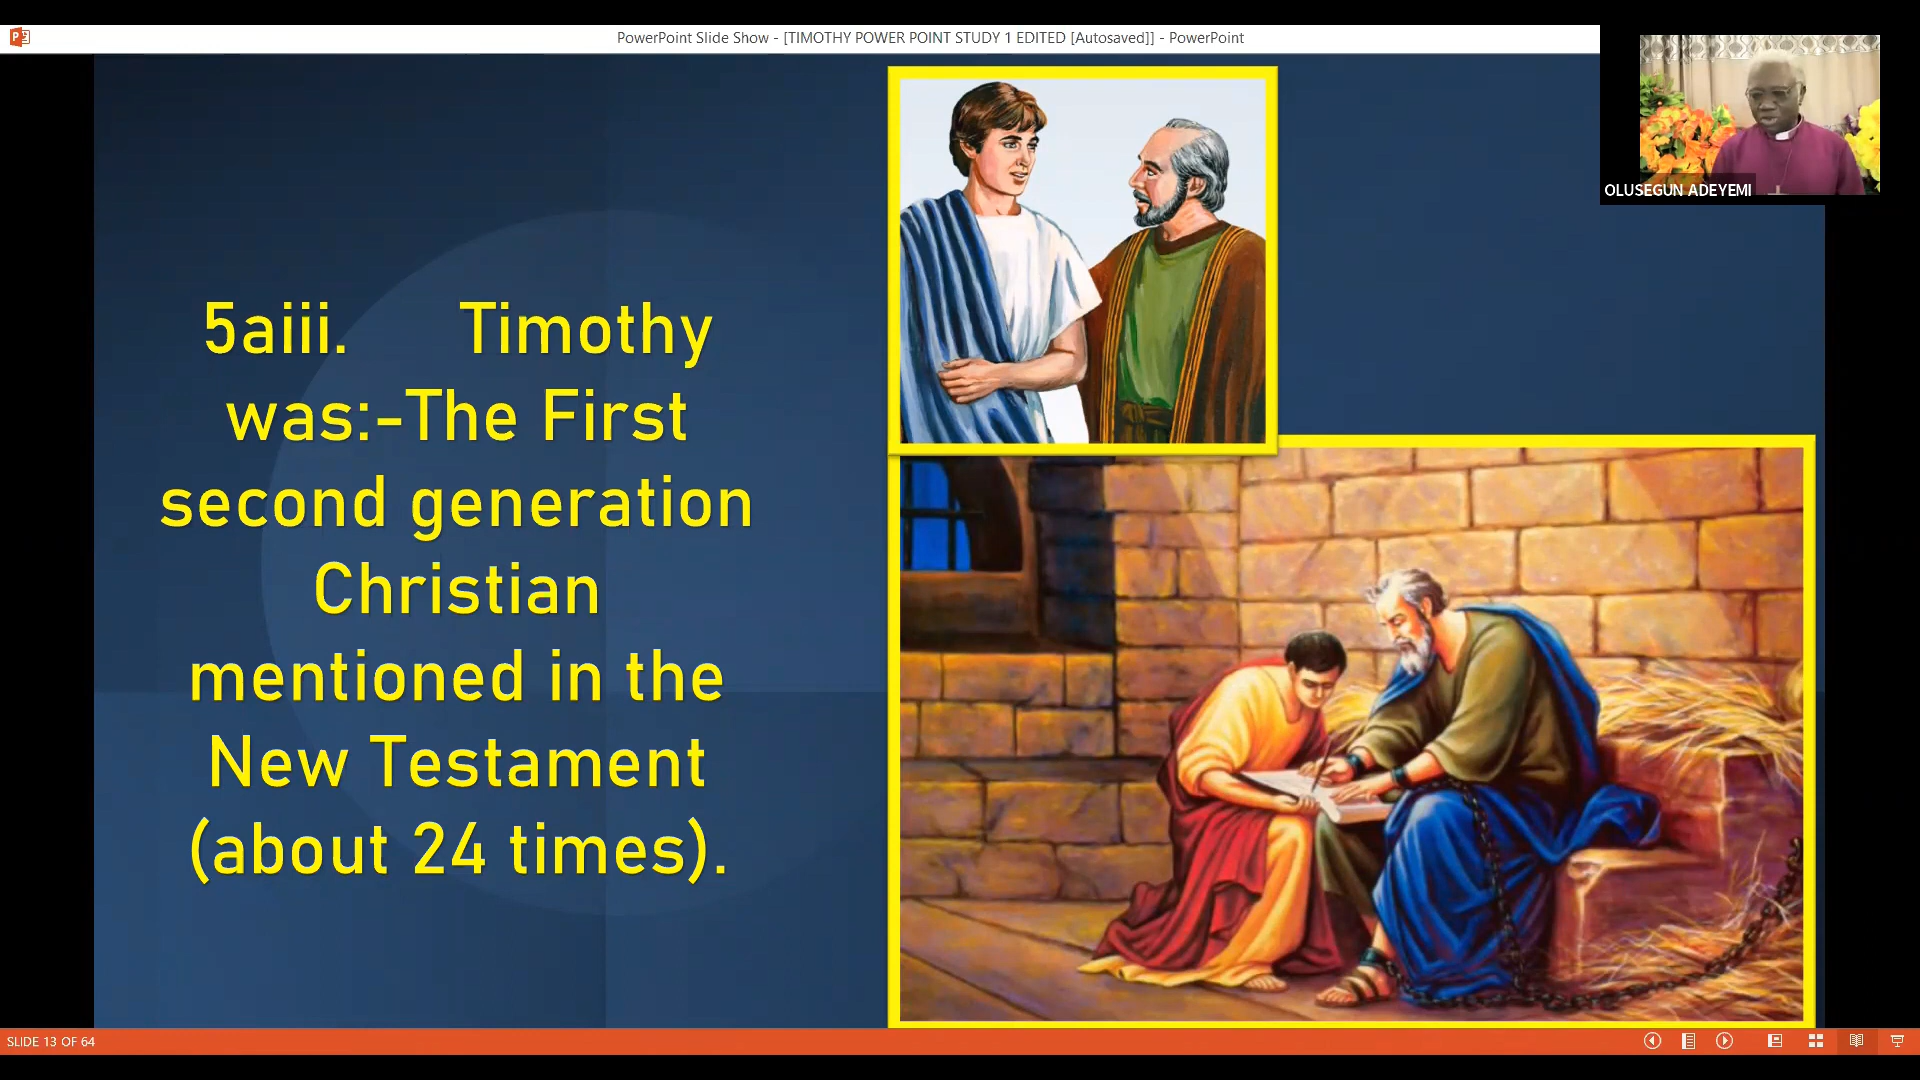 PowerPoint Slide Show - [TIMOTHY POWER POINT STUDY 1 EDITED [Autosaved]] - PowerPoint
OLUSEGUN ADEYEMI
5aiii. Timothy
was:-The First
second generation
Christian
mentioned in the
New Testament
(about 24 times).
SLIDE 13 OF 64